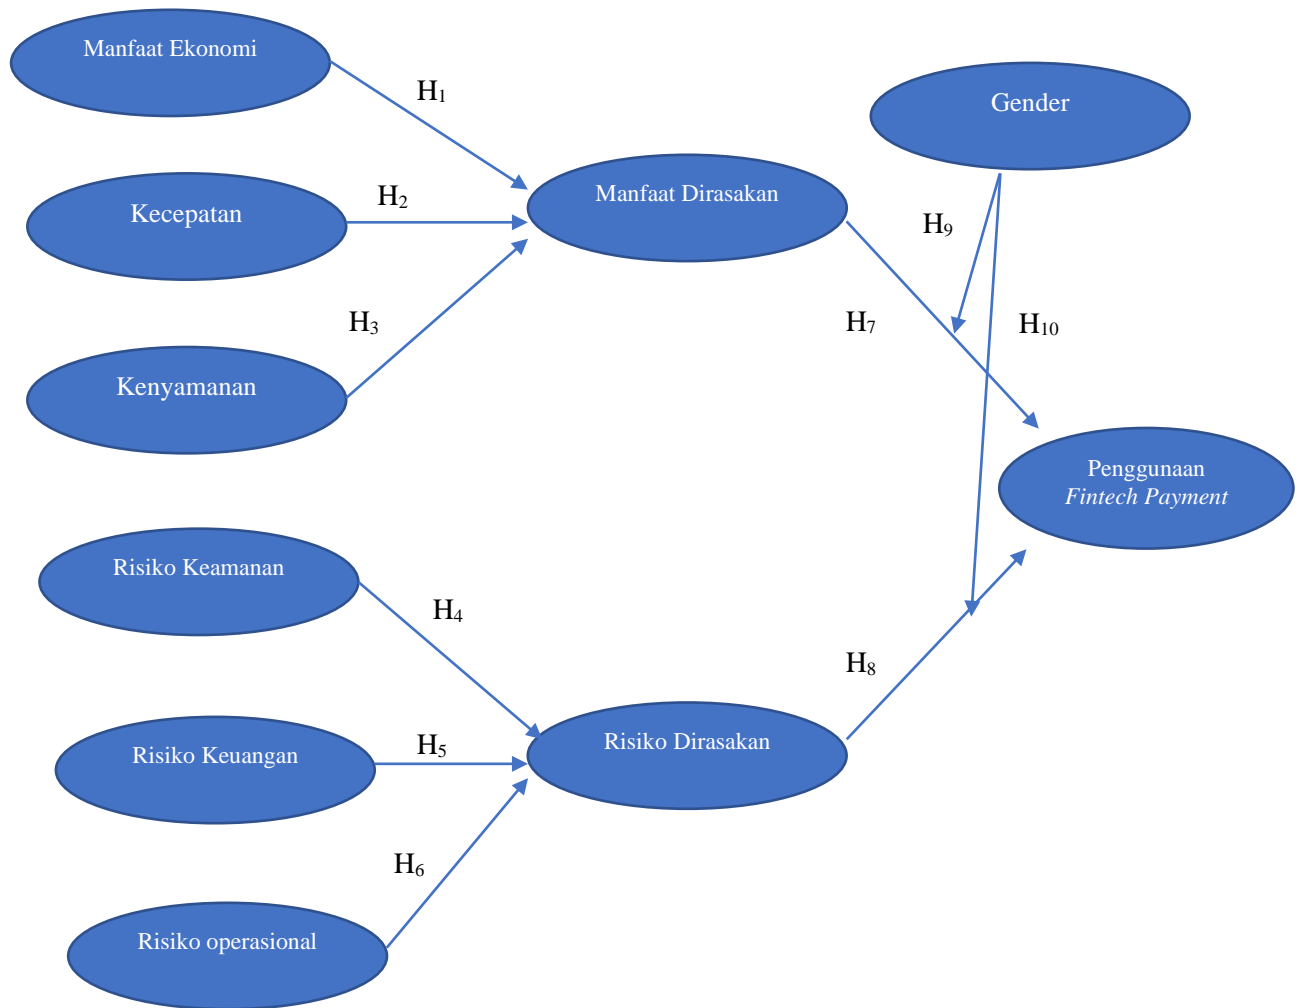 Manfaat Ekonomi
H₁
Gender
Kecepatan
H₂
Manfaat Dirasakan
H₉
H₃
H₇
H₁₀
Kenyamanan
Penggunaan
Fintech Payment
Risiko Keamanan
H₄
H₈
Risiko Keuangan
H₅
Risiko Dirasakan
H₆
Risiko operasional